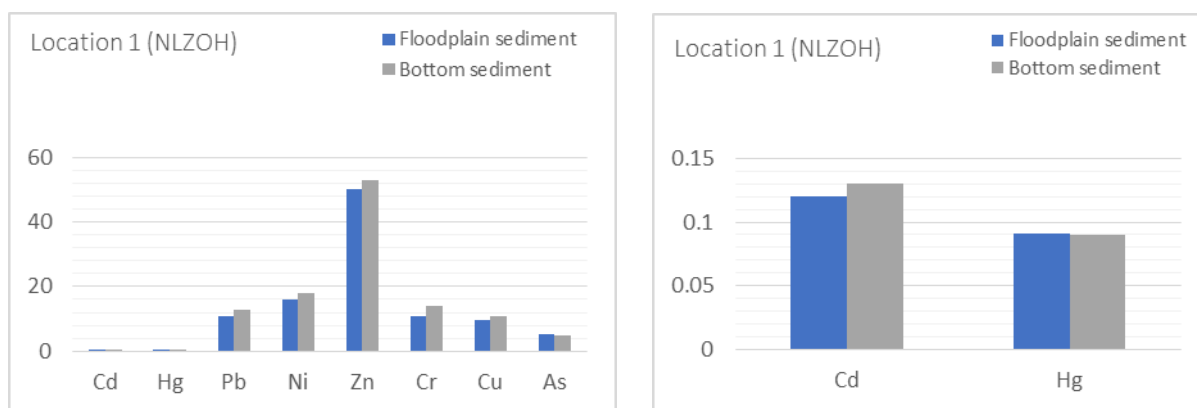 Location 1 (NLZOH)
Floodplain sediment
Bottom sediment
60
40
20
0
Cd Hg Pb Ni Zn Cr Cu As
Location 1 (NLZOH)
Floodplain sediment
Bottom sediment
0.15
0.1
0.05
0
Cd Hg